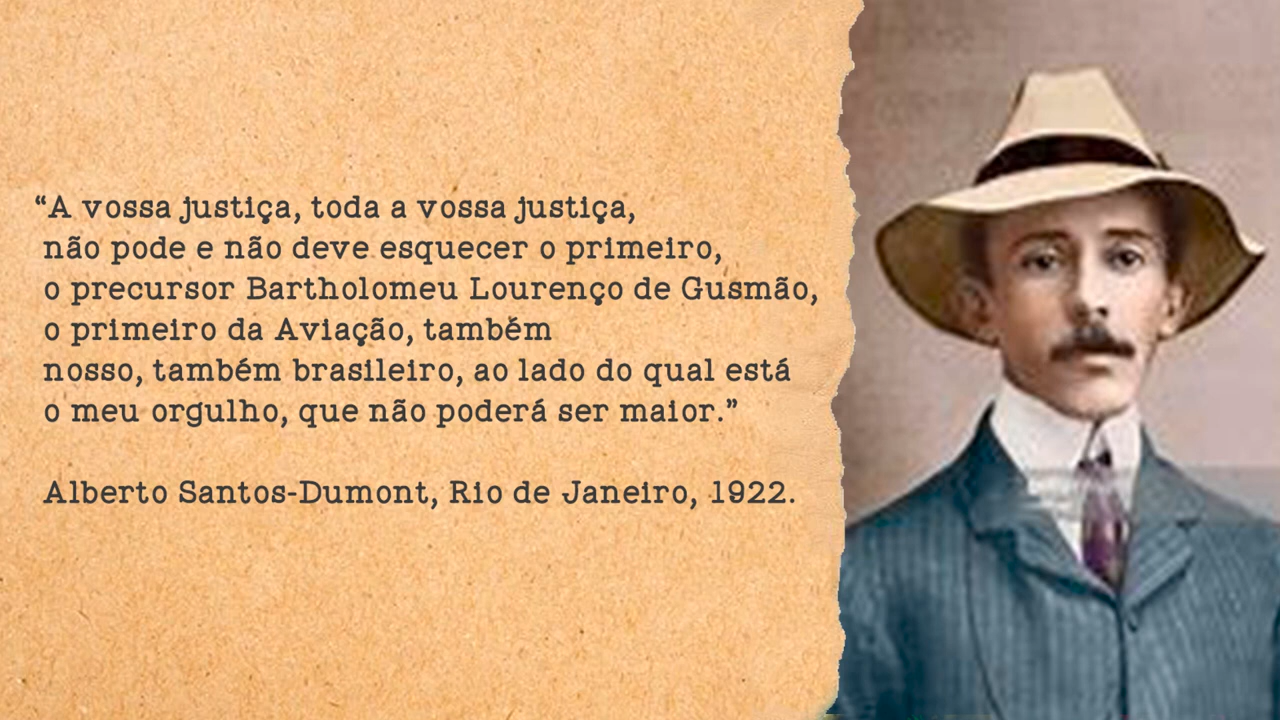 “A vossa justiça, toda a vossa justiça,
não pode e não deve esquecer o primeiro,
o precursor Bartholomeu Lourenço de Gusmão,
o primeiro da Aviação, também
nosso, também brasileiro, ao lado do qual está
o meu orgulho, que não poderá ser maior.”
Alberto Santos-Dumont, Rio de Janeiro, 1922.